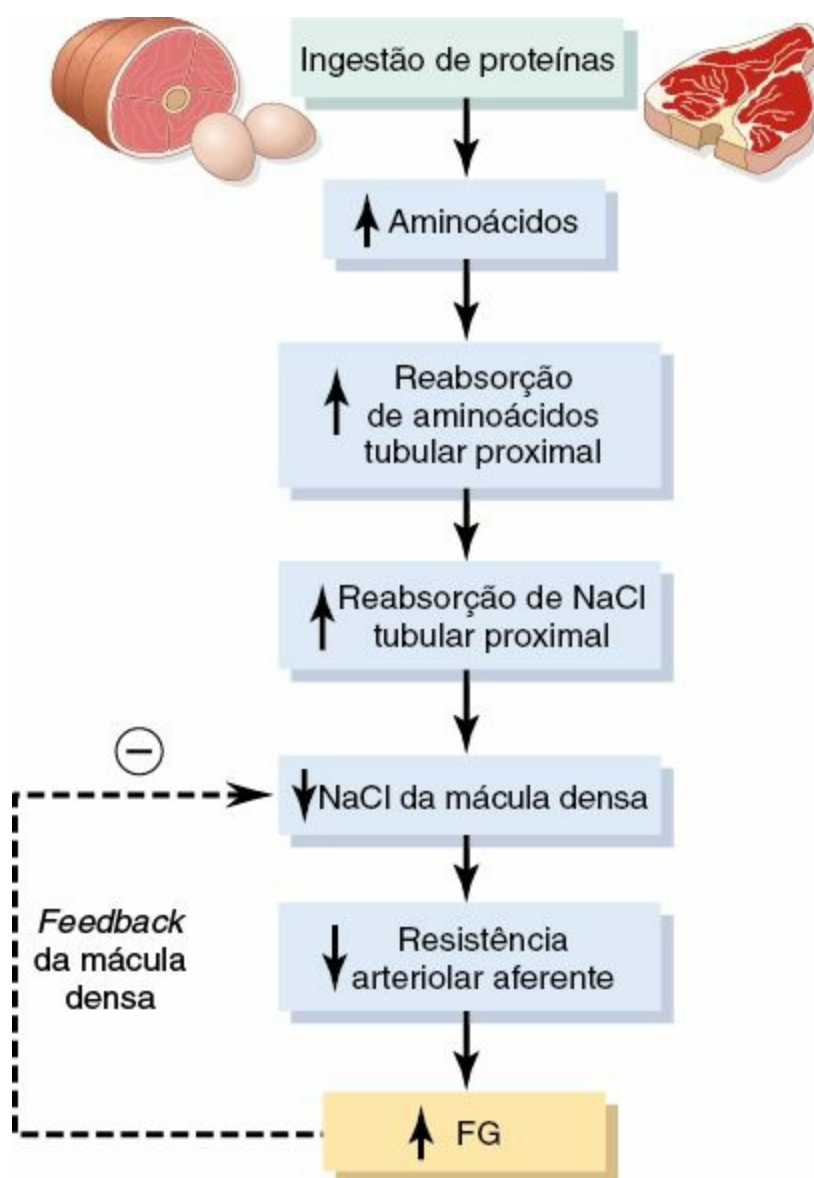 Ingestão de proteínas
Aminoácidos
Reabsorção
de aminoácidos
tubular proximal
Reabsorção de NaCl
tubular proximal
−
NaCl da mácula densa
Feedback
da mácula
densa
Resistência
arteriolar aferente
FG